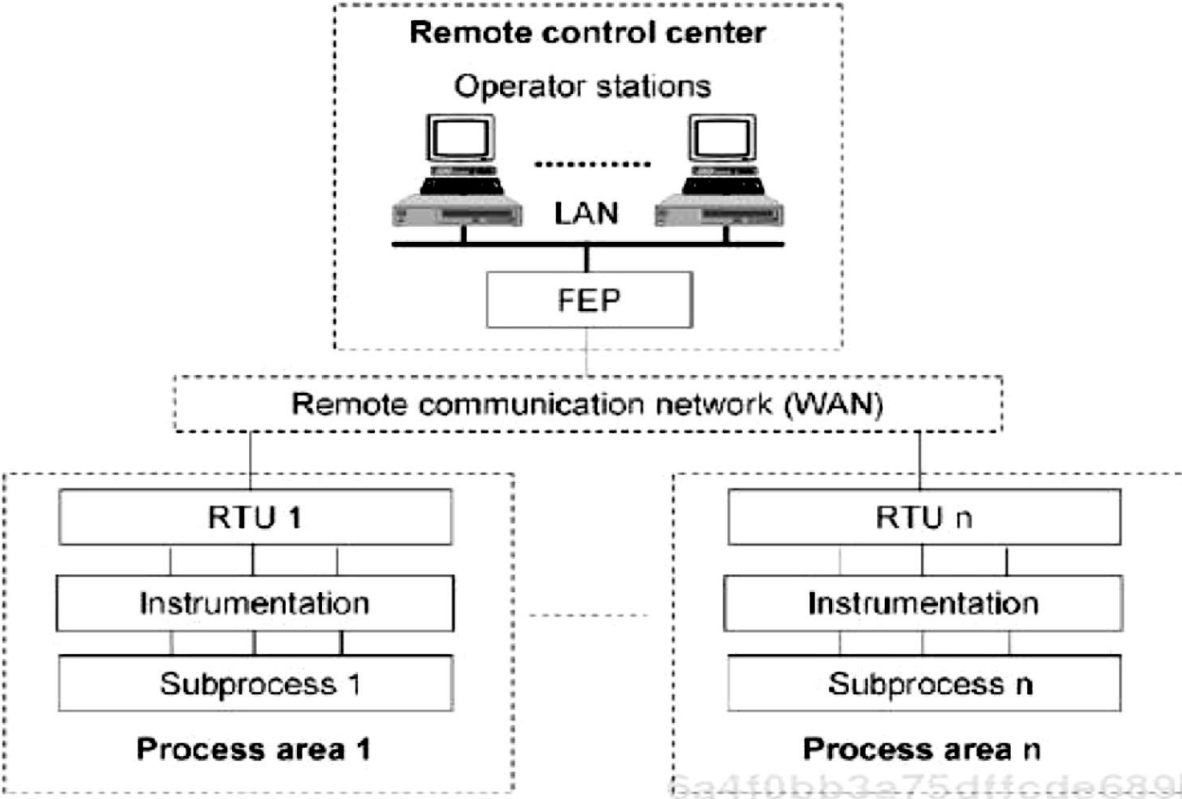 Remote control center
Operator stations
LAN
FEP
Remote communication network (WAN)
RTU 1
RTU n
Instrumentation
Instrumentation
Subprocess 1
Subprocess n
Process area 1
Process area n